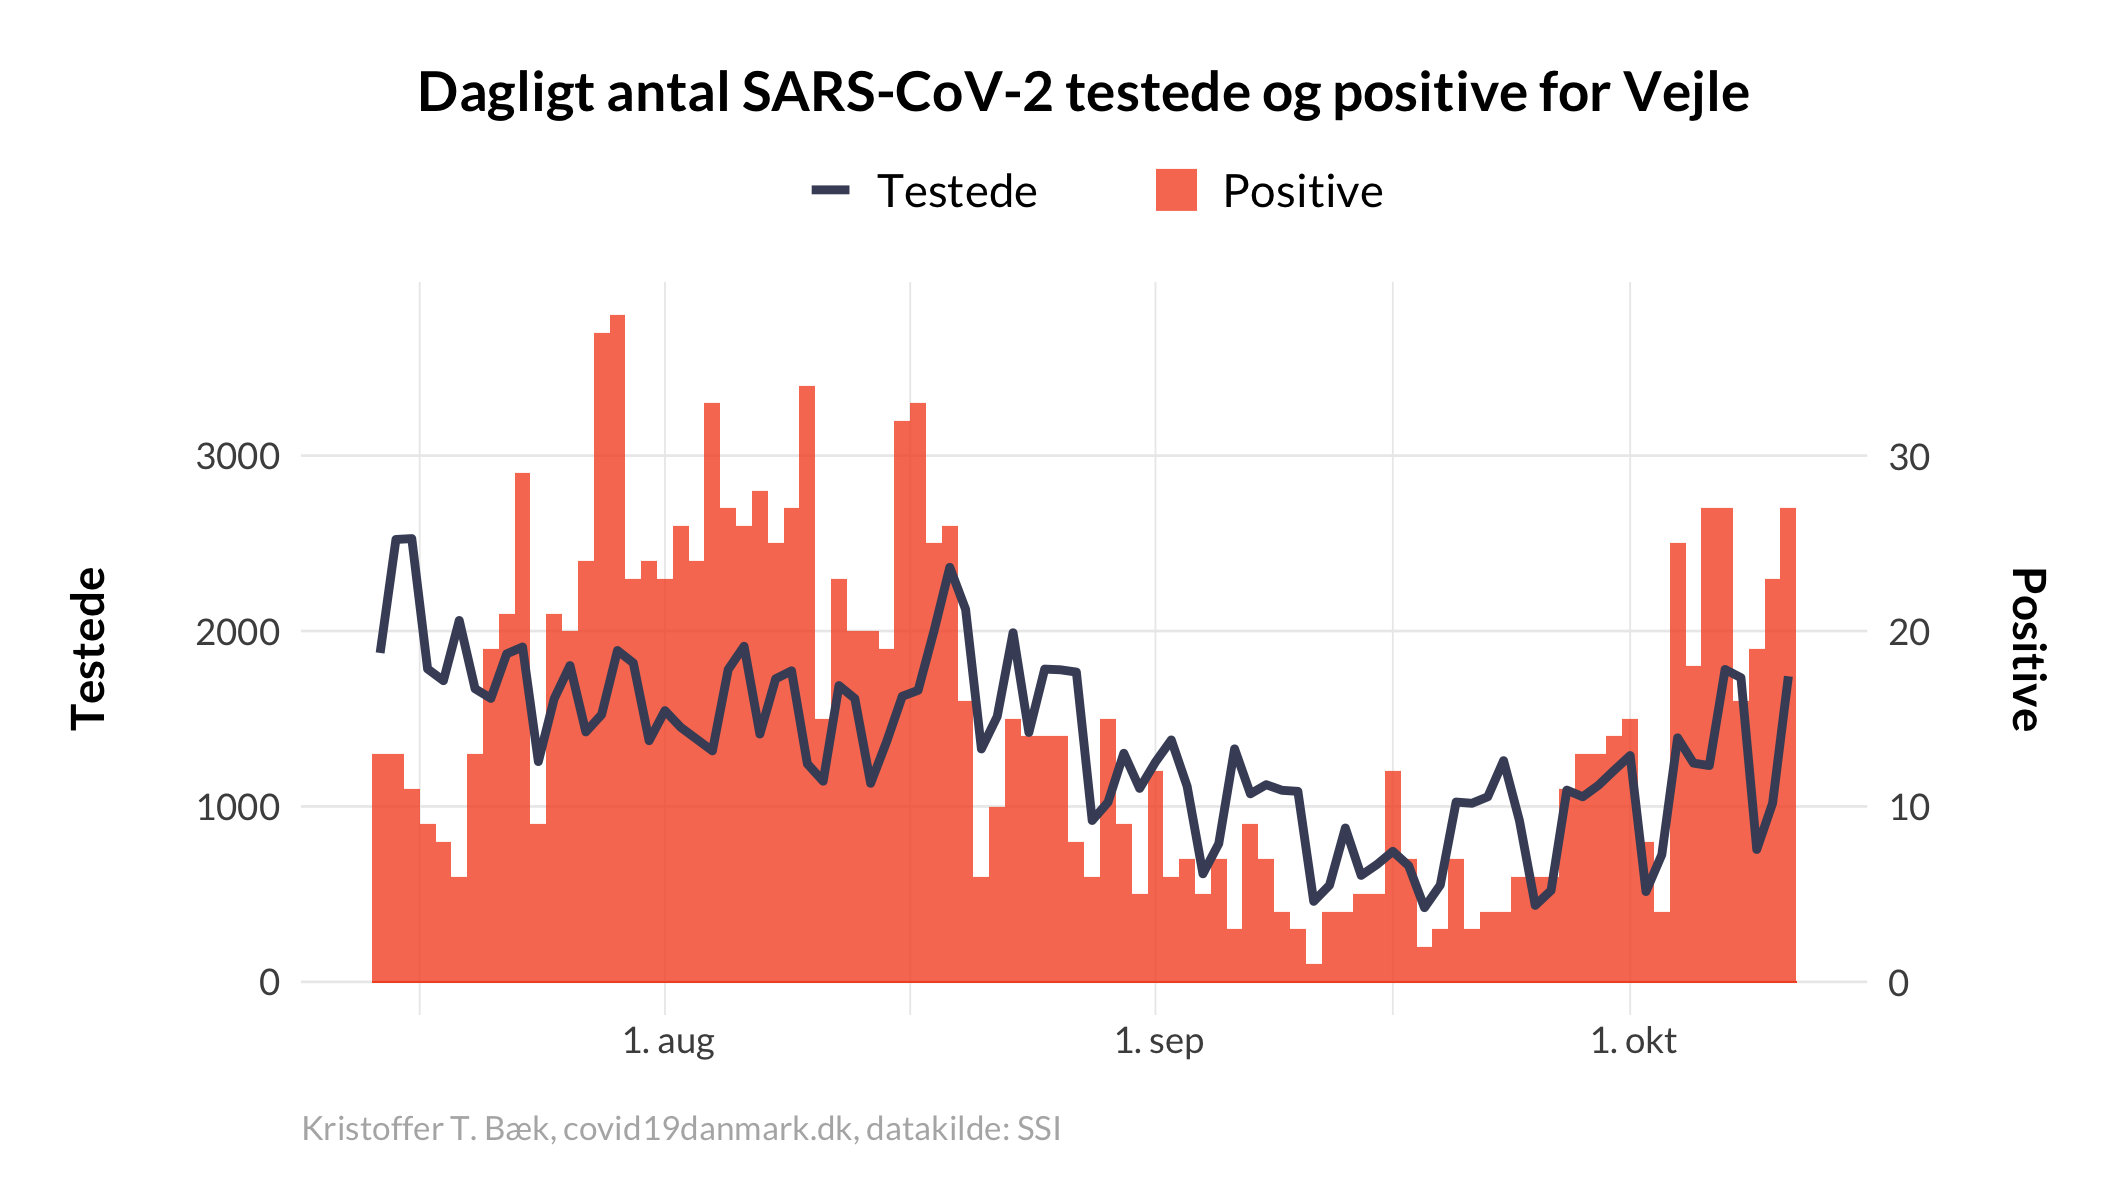 Dagligt antal SARS-CoV-2 testede og positive for Vejle
Testede
Positive
3000
2000
1000
0
30
20
10
0
Testede
Positive
1. aug
1. sep
1. okt
Kristoffer T. Bæk, covid19danmark.dk, datakilde: SSI